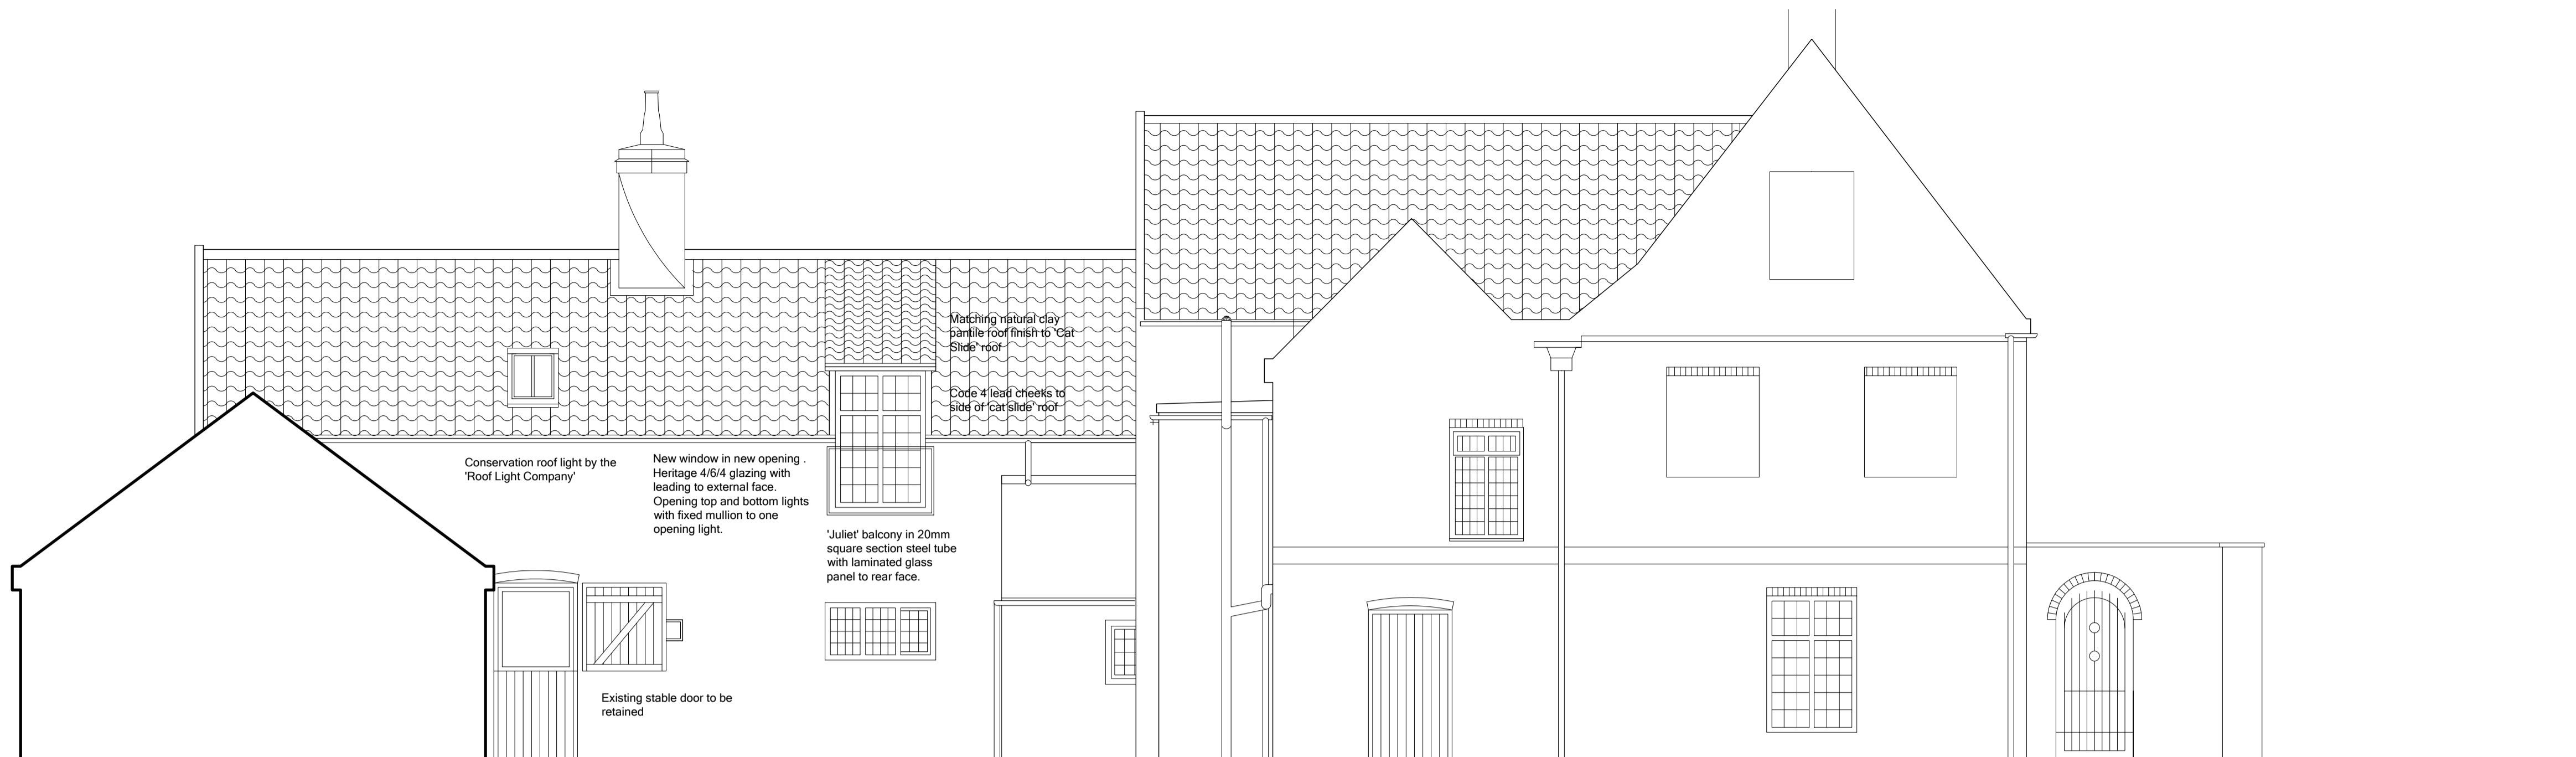 Matching natural clay
pantile roof finish to 'Cat
Slide' roof
Code 4 lead cheeks to
side of 'cat slide' roof
Conservation roof light by the
'Roof Light Company'
New window in new opening .
Heritage 4/6/4 glazing with
leading to external face.
Opening top and bottom lights
with fixed mullion to one
opening light.
'Juliet' balcony in 20mm
square section steel tube
with laminated glass
panel to rear face.
Existing stable door to be
retained